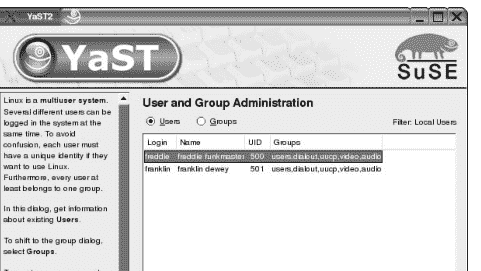 YaST2
YaST
SuSE
Linux is a multiuser system.
Several different users can be
logged in the system at the
same time. To avoid
confusion, each user must
have a unique identity if they
want to use Linux.
Furthermore, every user at
least belongs to one group.
In this dialog, get information
about existing Users.
To shift to the group dialog,
select Groups.
User and Group Administration
Users Groups Filter: Local Users
Login Name UID Groups
freddie freddie funkmaster 500 users,dialout,uucp,video,audio
franklin franklin dewey 501 users,dialout,uucp,video,audio